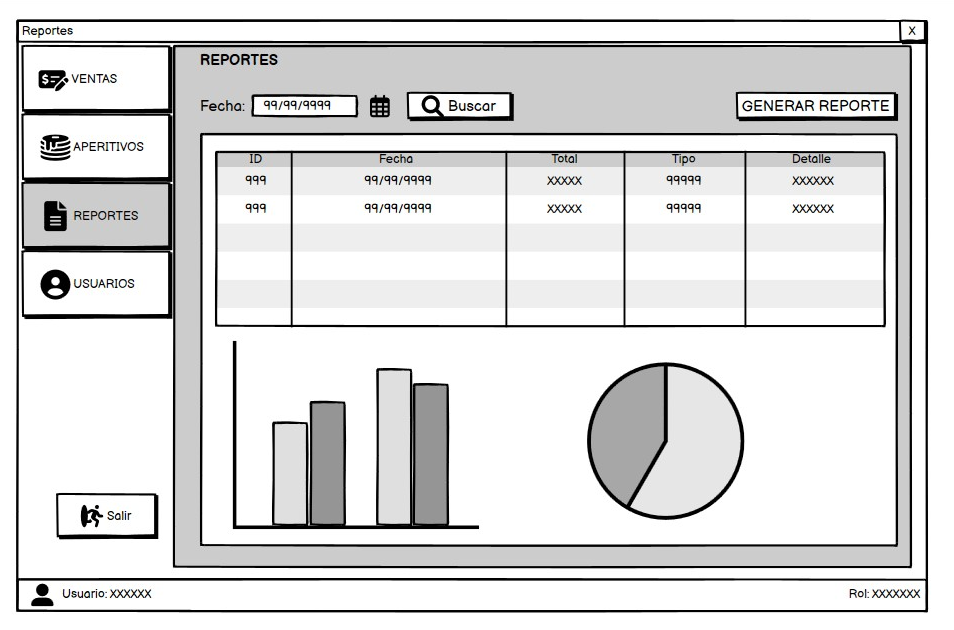 Reportes
X
VENTAS
APERITIVOS
REPORTES
USUARIOS
Salir
REPORTES
Fecha: 99/99/9999 Buscar GENERAR REPORTE
ID Fecha Total Tipo Detalle
999 99/99/9999 XXXXX 99999 XXXXXX
999 99/99/9999 XXXXX 99999 XXXXXX
Usuario: XXXXXX
Rol: XXXXXXX